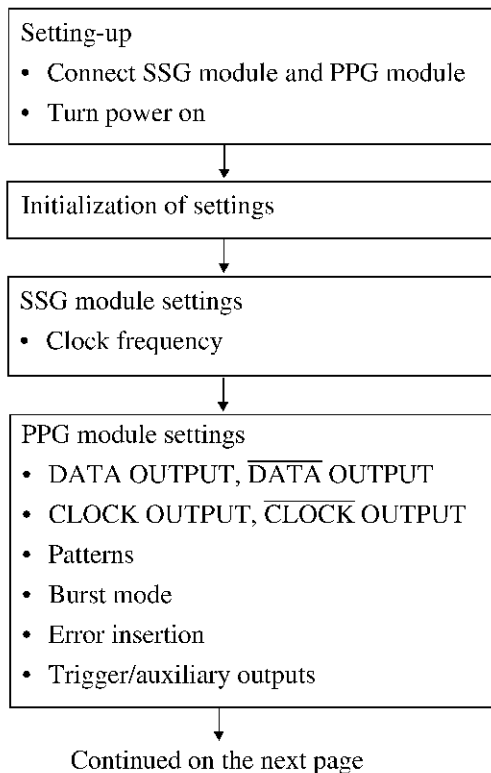 Setting-up
• Connect SSG module and PPG module
• Turn power on
Initialization of settings
SSG module settings
• Clock frequency
PPG module settings
• DATA OUTPUT, D̅A̅T̅A̅ OUTPUT
• CLOCK OUTPUT, C̅L̅O̅C̅K̅ OUTPUT
• Patterns
• Burst mode
• Error insertion
• Trigger/auxiliary outputs
Continued on the next page